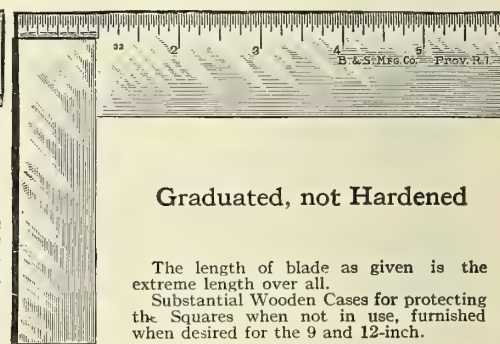 32 2 3 4 5
B. & S. MFG. CO. PROV. R.I.
Graduated, not Hardened
The length of blade as given is the
extreme length over all.
Substantial Wooden Cases for protecting
the Squares when not in use, furnished
when desired for the 9 and 12-inch.